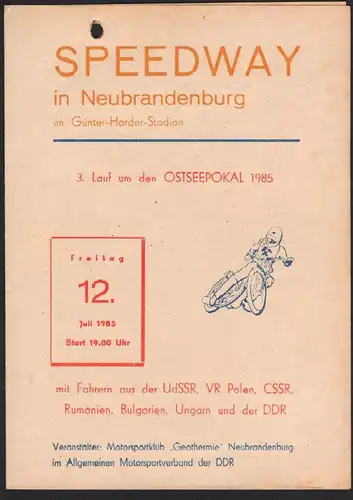 SPEEDWAY
in Neubrandenburg
im Günter-Harder-Stadion
3. Lauf um den OSTSEEPOKAL 1985
Freitag
12.
Juli 1985
Start 19.00 Uhr
mit Fahrern aus der UdSSR, VR Polen, CSSR,
Rumänien, Bulgarien, Ungarn und der DDR
Veranstalter: Motorsportklub „Geothermie" Neubrandenburg
im Allgemeinen Motorsportverband der DDR